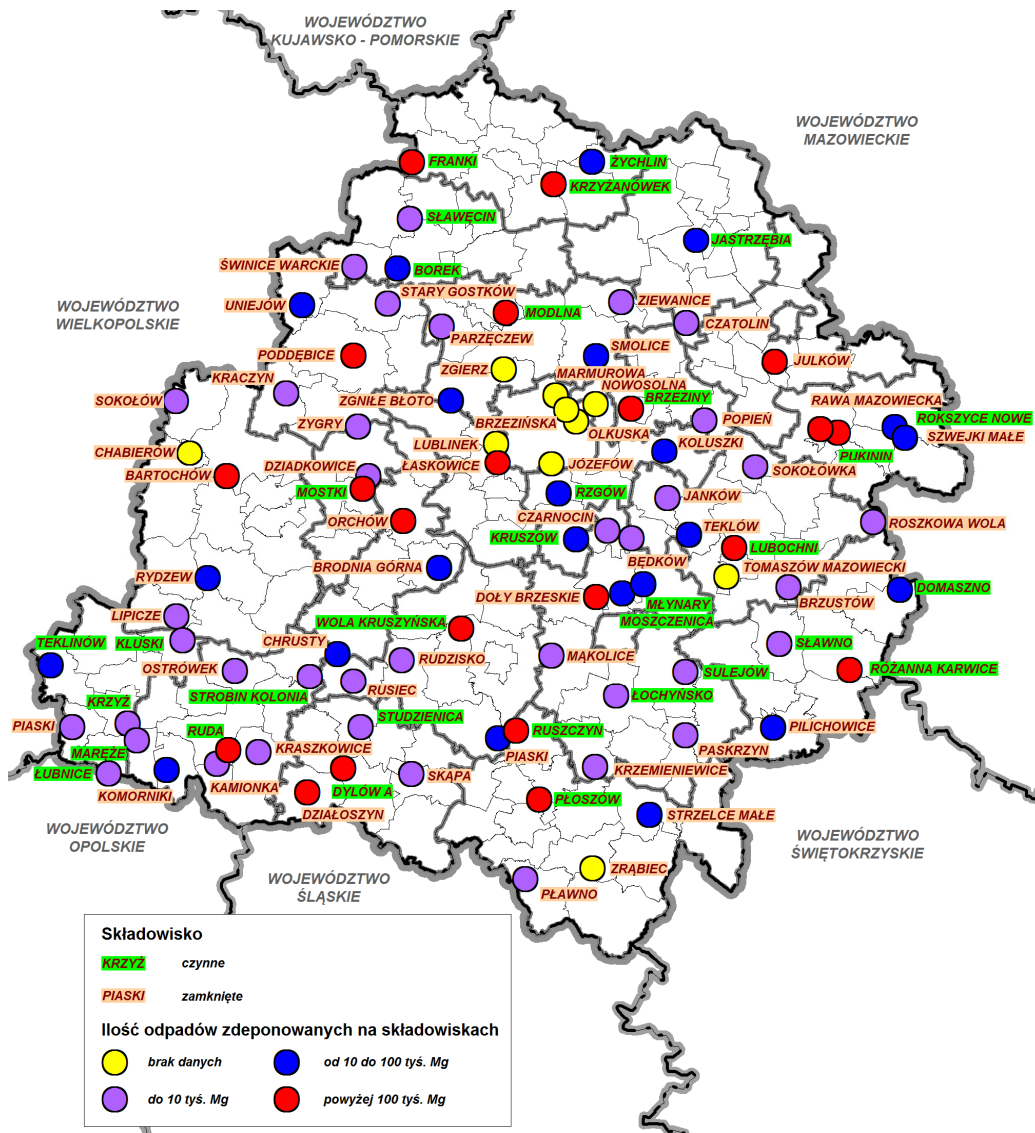 WOJEWÓDZTWO
KUJAWSKO - POMORSKIE
WOJEWÓDZTWO
MAZOWIECKIE
FRANKI
ŻYCHLIN
KRZYŻANÓWEK
SŁAWĘCIN
JASTRZĘBIA
ŚWINICE WARCKIE
BOREK
STARY GOSTKÓW
ZIEWANICE
UNIEJÓW
WOJEWÓDZTWO
WIELKOPOLSKIE
MODLNA
CZATOLIN
PARZĘCZEW
SMOLICE
PODDĘBICE
JULKÓW
ZGIERZ
MARMUROWA
KRACZYN
NOWOSOLNA
SOKOŁÓW
ZGNIŁE BŁOTO
BRZEZINY
RAWA MAZOWIECKA
ROKSZYCE NOWE
ZYGRY
BRZEZIŃSKA
POPIEŃ
OLKUSKA
SZWEJKI MAŁE
LUBLINEK
KOLUSZKI
CHABIERÓW
PUKININ
BARTOCHÓW
DZIADKOWICE
ŁASKOWICE
JÓZEFÓW
SOKOŁÓWKA
MOSTKI
RZGÓW
JANKÓW
ORCHÓW
CZARNOCIN
ROSZKOWA WOLA
KRUSZÓW
TEKLÓW
LUBOCHNI
BRODNIA GÓRNA
BĘDKÓW
TOMASZÓW MAZOWIECKI
RYDZEW
DOMASZNO
DOŁY BRZESKIE
MŁYNARY
BRZUSTÓW
LIPICZE
WOLA KRUSZYŃSKA
MOSZCZENICA
TEKLINÓW
KLUSKI
CHRUSTY
SŁAWNO
OSTRÓWEK
RUDZISKO
MĄKOLICE
SULEJÓW
RÓŻANNA KARWICE
STROBIN KOLONIA
RUSIEC
ŁOCHYŃSKO
KRZYŻ
PIASKI
STUDZIENICA
RUDA
RUSZCZYN
PILICHOWICE
MARĘŻE
KRASZKOWICE
PIASKI
PASKRZYN
ŁUBNICE
KAMIONKA
SKĄPA
KRZEMIENIEWICE
KOMORNIKI
DYLÓW A
PŁOSZÓW
DZIAŁOSZYN
STRZELCE MAŁE
WOJEWÓDZTWO
OPOLSKIE
WOJEWÓDZTWO
ŚWIĘTOKRZYSKIE
ZRĄBIEC
WOJEWÓDZTWO
ŚLĄSKIE
PŁAWNO
Składowisko
KRZYŻ czynne
PIASKI zamknięte
Ilość odpadów zdeponowanych na składowiskach
brak danych od 10 do 100 tyś. Mg
do 10 tyś. Mg powyżej 100 tyś. Mg